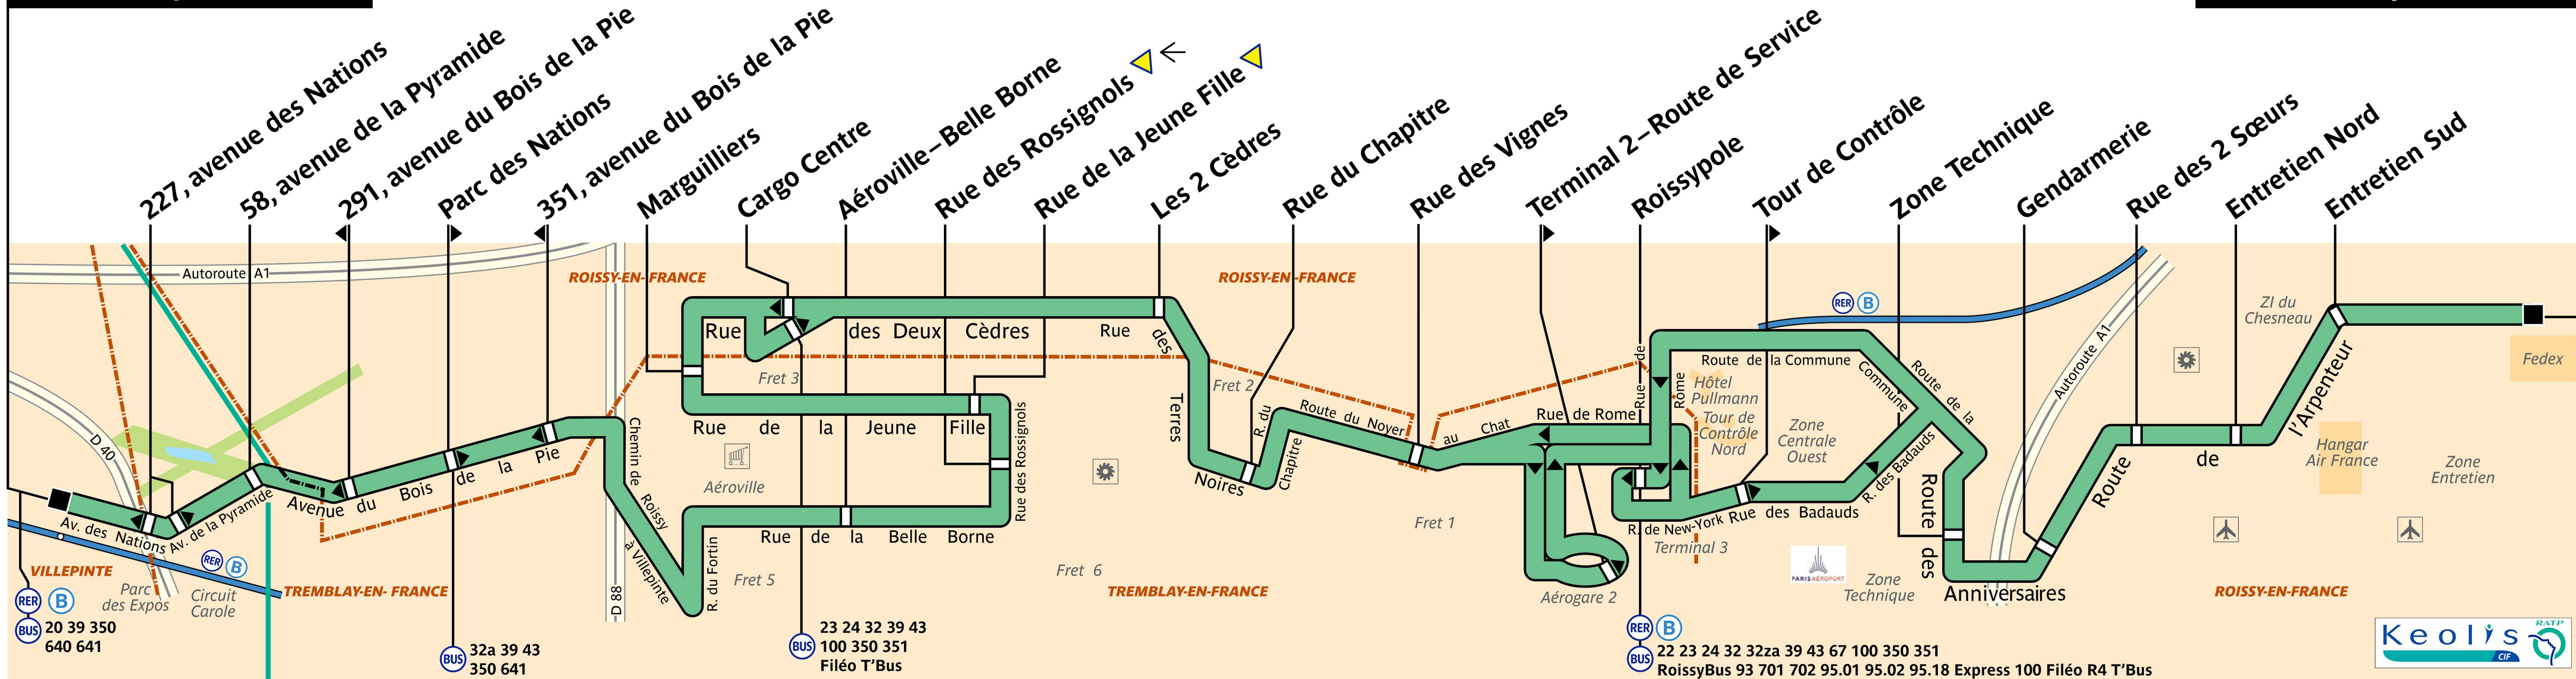 227, avenue des Nations
58, avenue de la Pyramide
291, avenue du Bois de la Pie
Parc des Nations
351, avenue du Bois de la Pie
Marguilliers
Cargo Centre
Aéroville–Belle Borne
Rue des Rossignols
Rue de la Jeune Fille
Les 2 Cèdres
Rue du Chapitre
Rue des Vignes
Terminal 2–Route de Service
Roissypole
Tour de Contrôle
Zone Technique
Gendarmerie
Rue des 2 Sœurs
Entretien Nord
Entretien Sud
Autoroute A1
D 40
Av. des Nations
Av. de la Pyramide
Avenue du Bois de la Pie
VILLEPINTE
RER B
Parc
des Expos
Circuit
Carole
TREMBLAY-EN- FRANCE
RER B
BUS 20 39 350
640 641
BUS 32a 39 43
350 641
ROISSY-EN- FRANCE
Chemin de Roissy
à Villepinte
D 88
R. du Fortin
Rue des Deux Cèdres
Fret 3
Rue de la Jeune Fille
Aéroville
Rue des Rossignols
Rue de la Belle Borne
Fret 5
Fret 6
BUS 23 24 32 39 43
100 350 351
Filéo T'Bus
TREMBLAY-EN-FRANCE
ROISSY-EN -FRANCE
Rue des Terres Noires
Fret 2
R. du
Chapitre
Route du Noyer au Chat
Fret 1
Rue de Rome
Rue de Rome
Aérogare 2
Route de la Commune
Hôtel
Pullmann
Tour de
Contrôle
Nord
Zone
Centrale
Ouest
Commune
Route de la
R. des Badauds
R. de New-York
Rue des Badauds
Terminal 3
PARIS AÉROPORT
Zone
Technique
RER B
BUS 22 23 24 32 32za 39 43 67 100 350 351
RoissyBus 93 701 702 95.01 95.02 95.18 Express 100 Filéo R4 T'Bus
RER B
Route des
Anniversaires
Autoroute A1
Route de l'Arpenteur
ZI du
Chesneau
Fedex
Hangar
Air France
Zone
Entretien
ROISSY-EN-FRANCE
Keolis
CIF
RATP